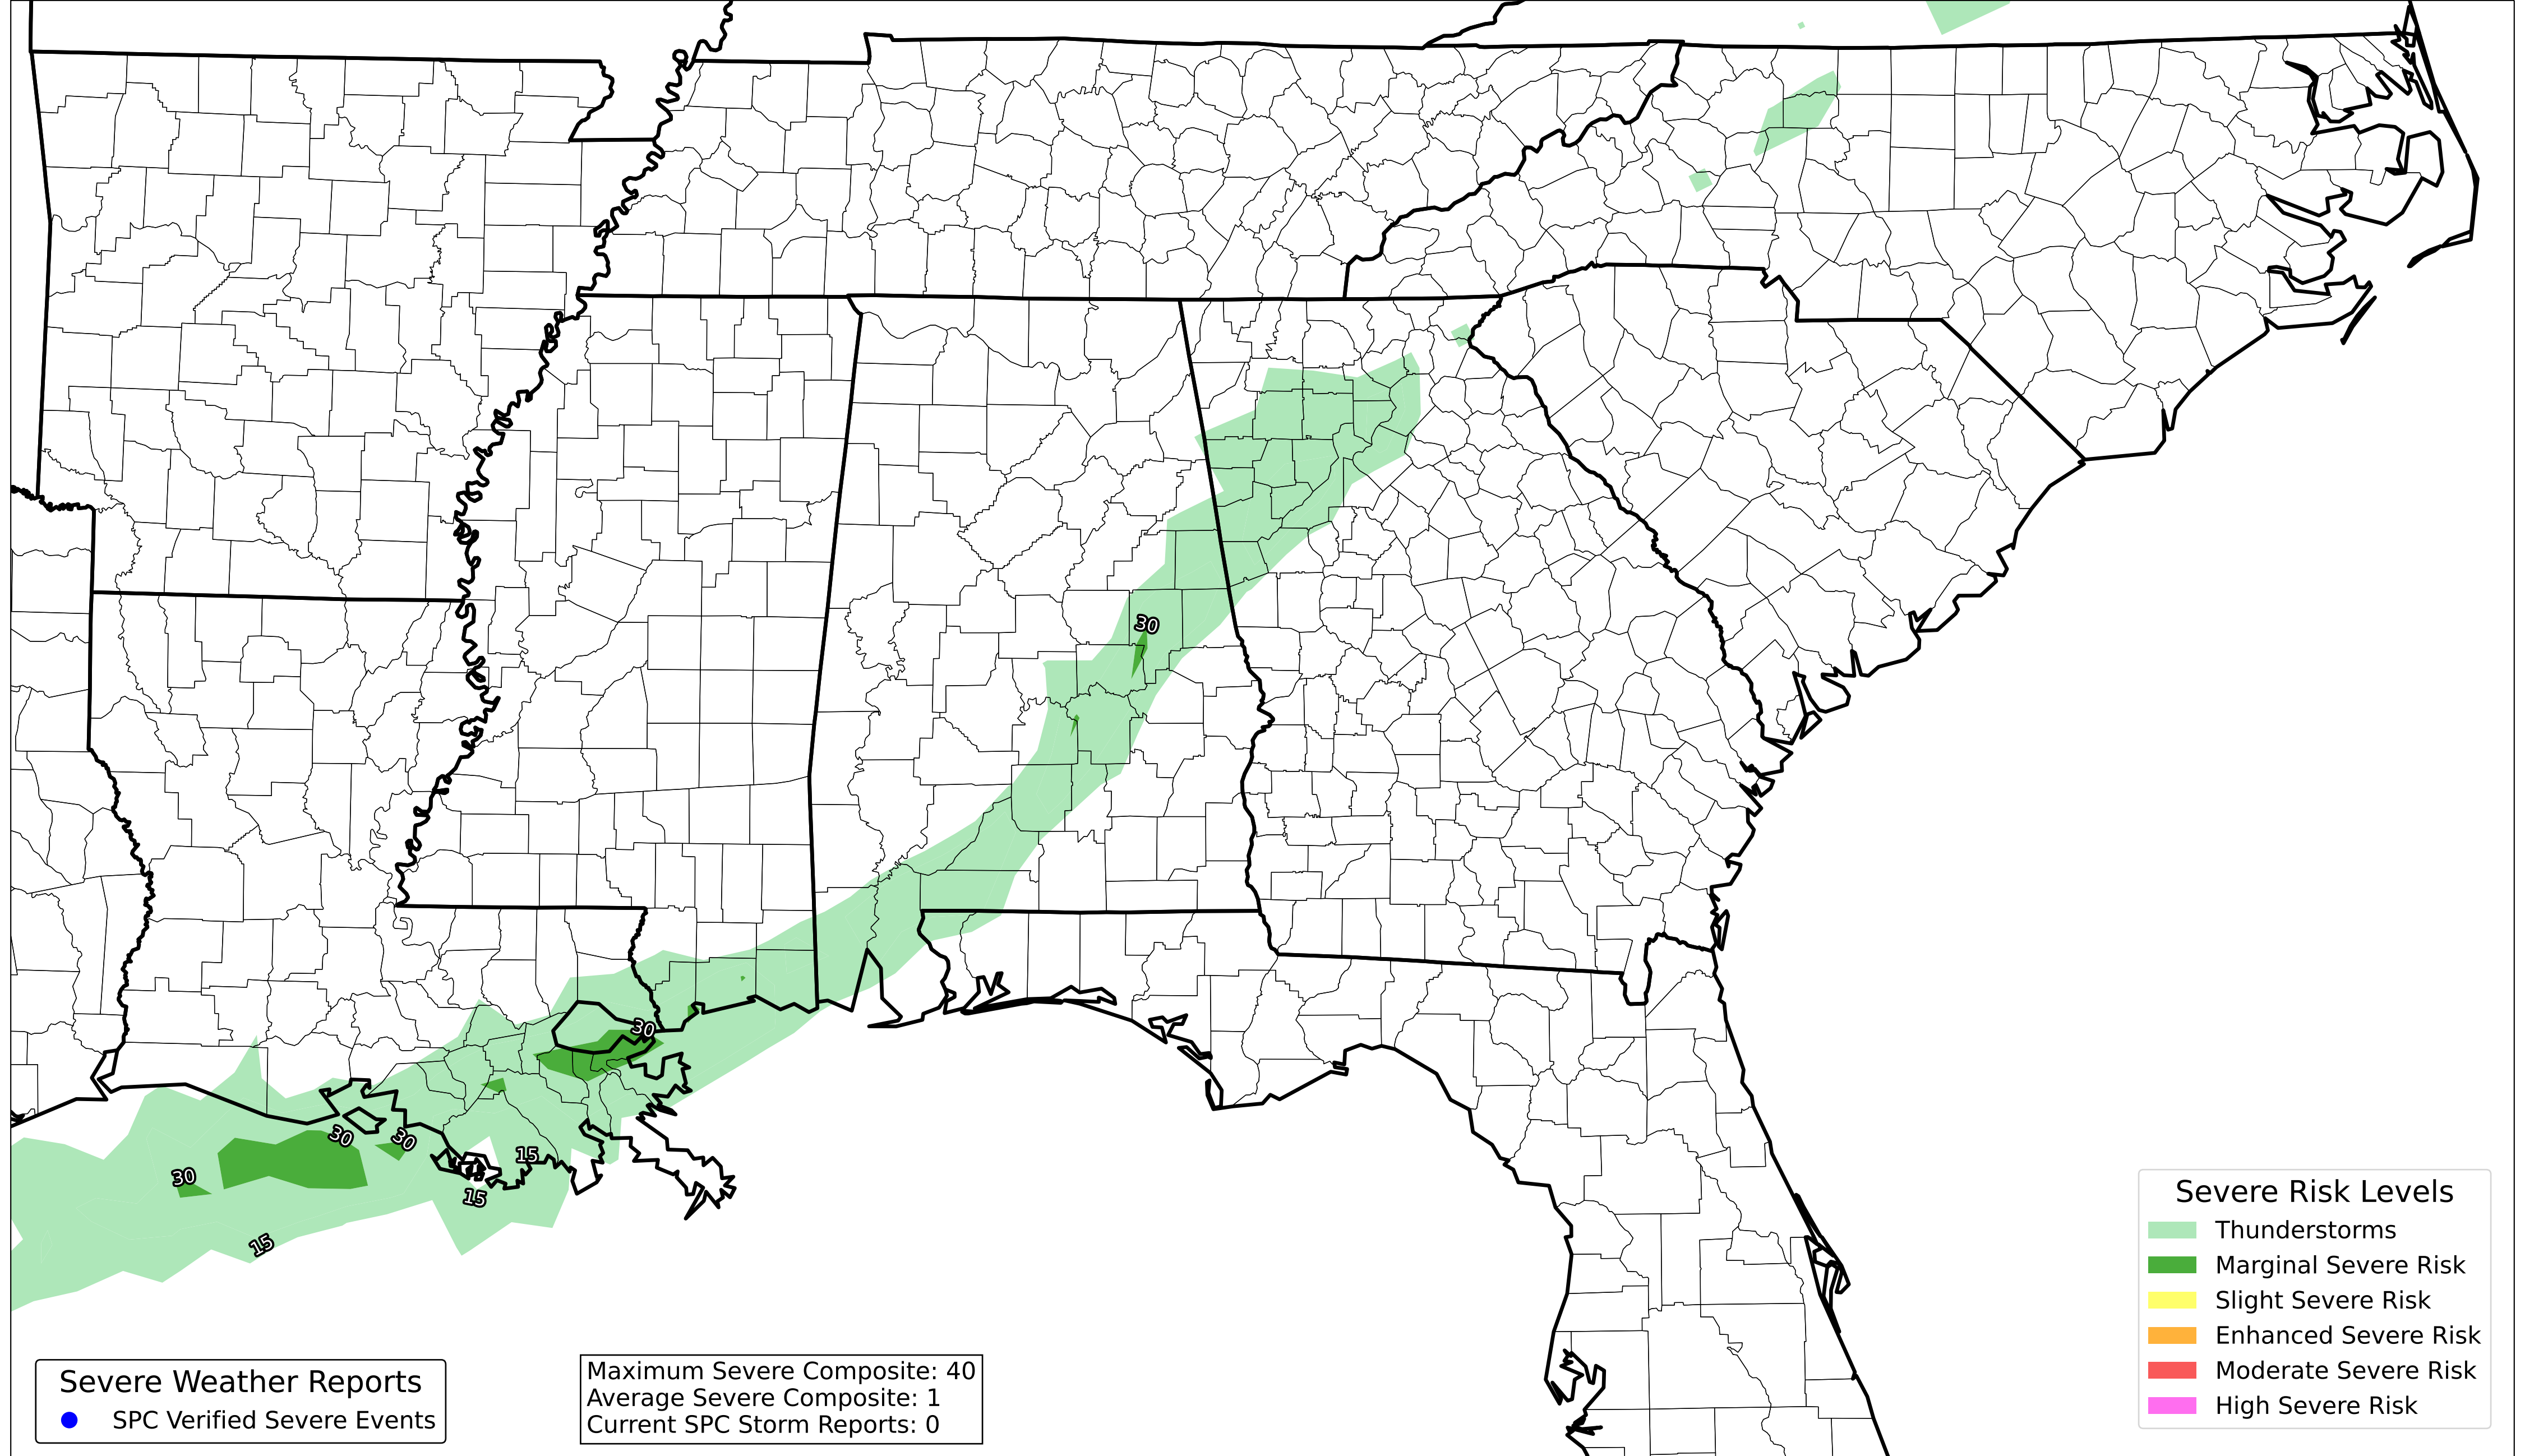 30
30
30
30
15
30
15
15
Severe Risk Levels
Thunderstorms
Marginal Severe Risk
Slight Severe Risk
Enhanced Severe Risk
Moderate Severe Risk
High Severe Risk
Severe Weather Reports
SPC Verified Severe Events
Maximum Severe Composite: 40
Average Severe Composite: 1
Current SPC Storm Reports: 0